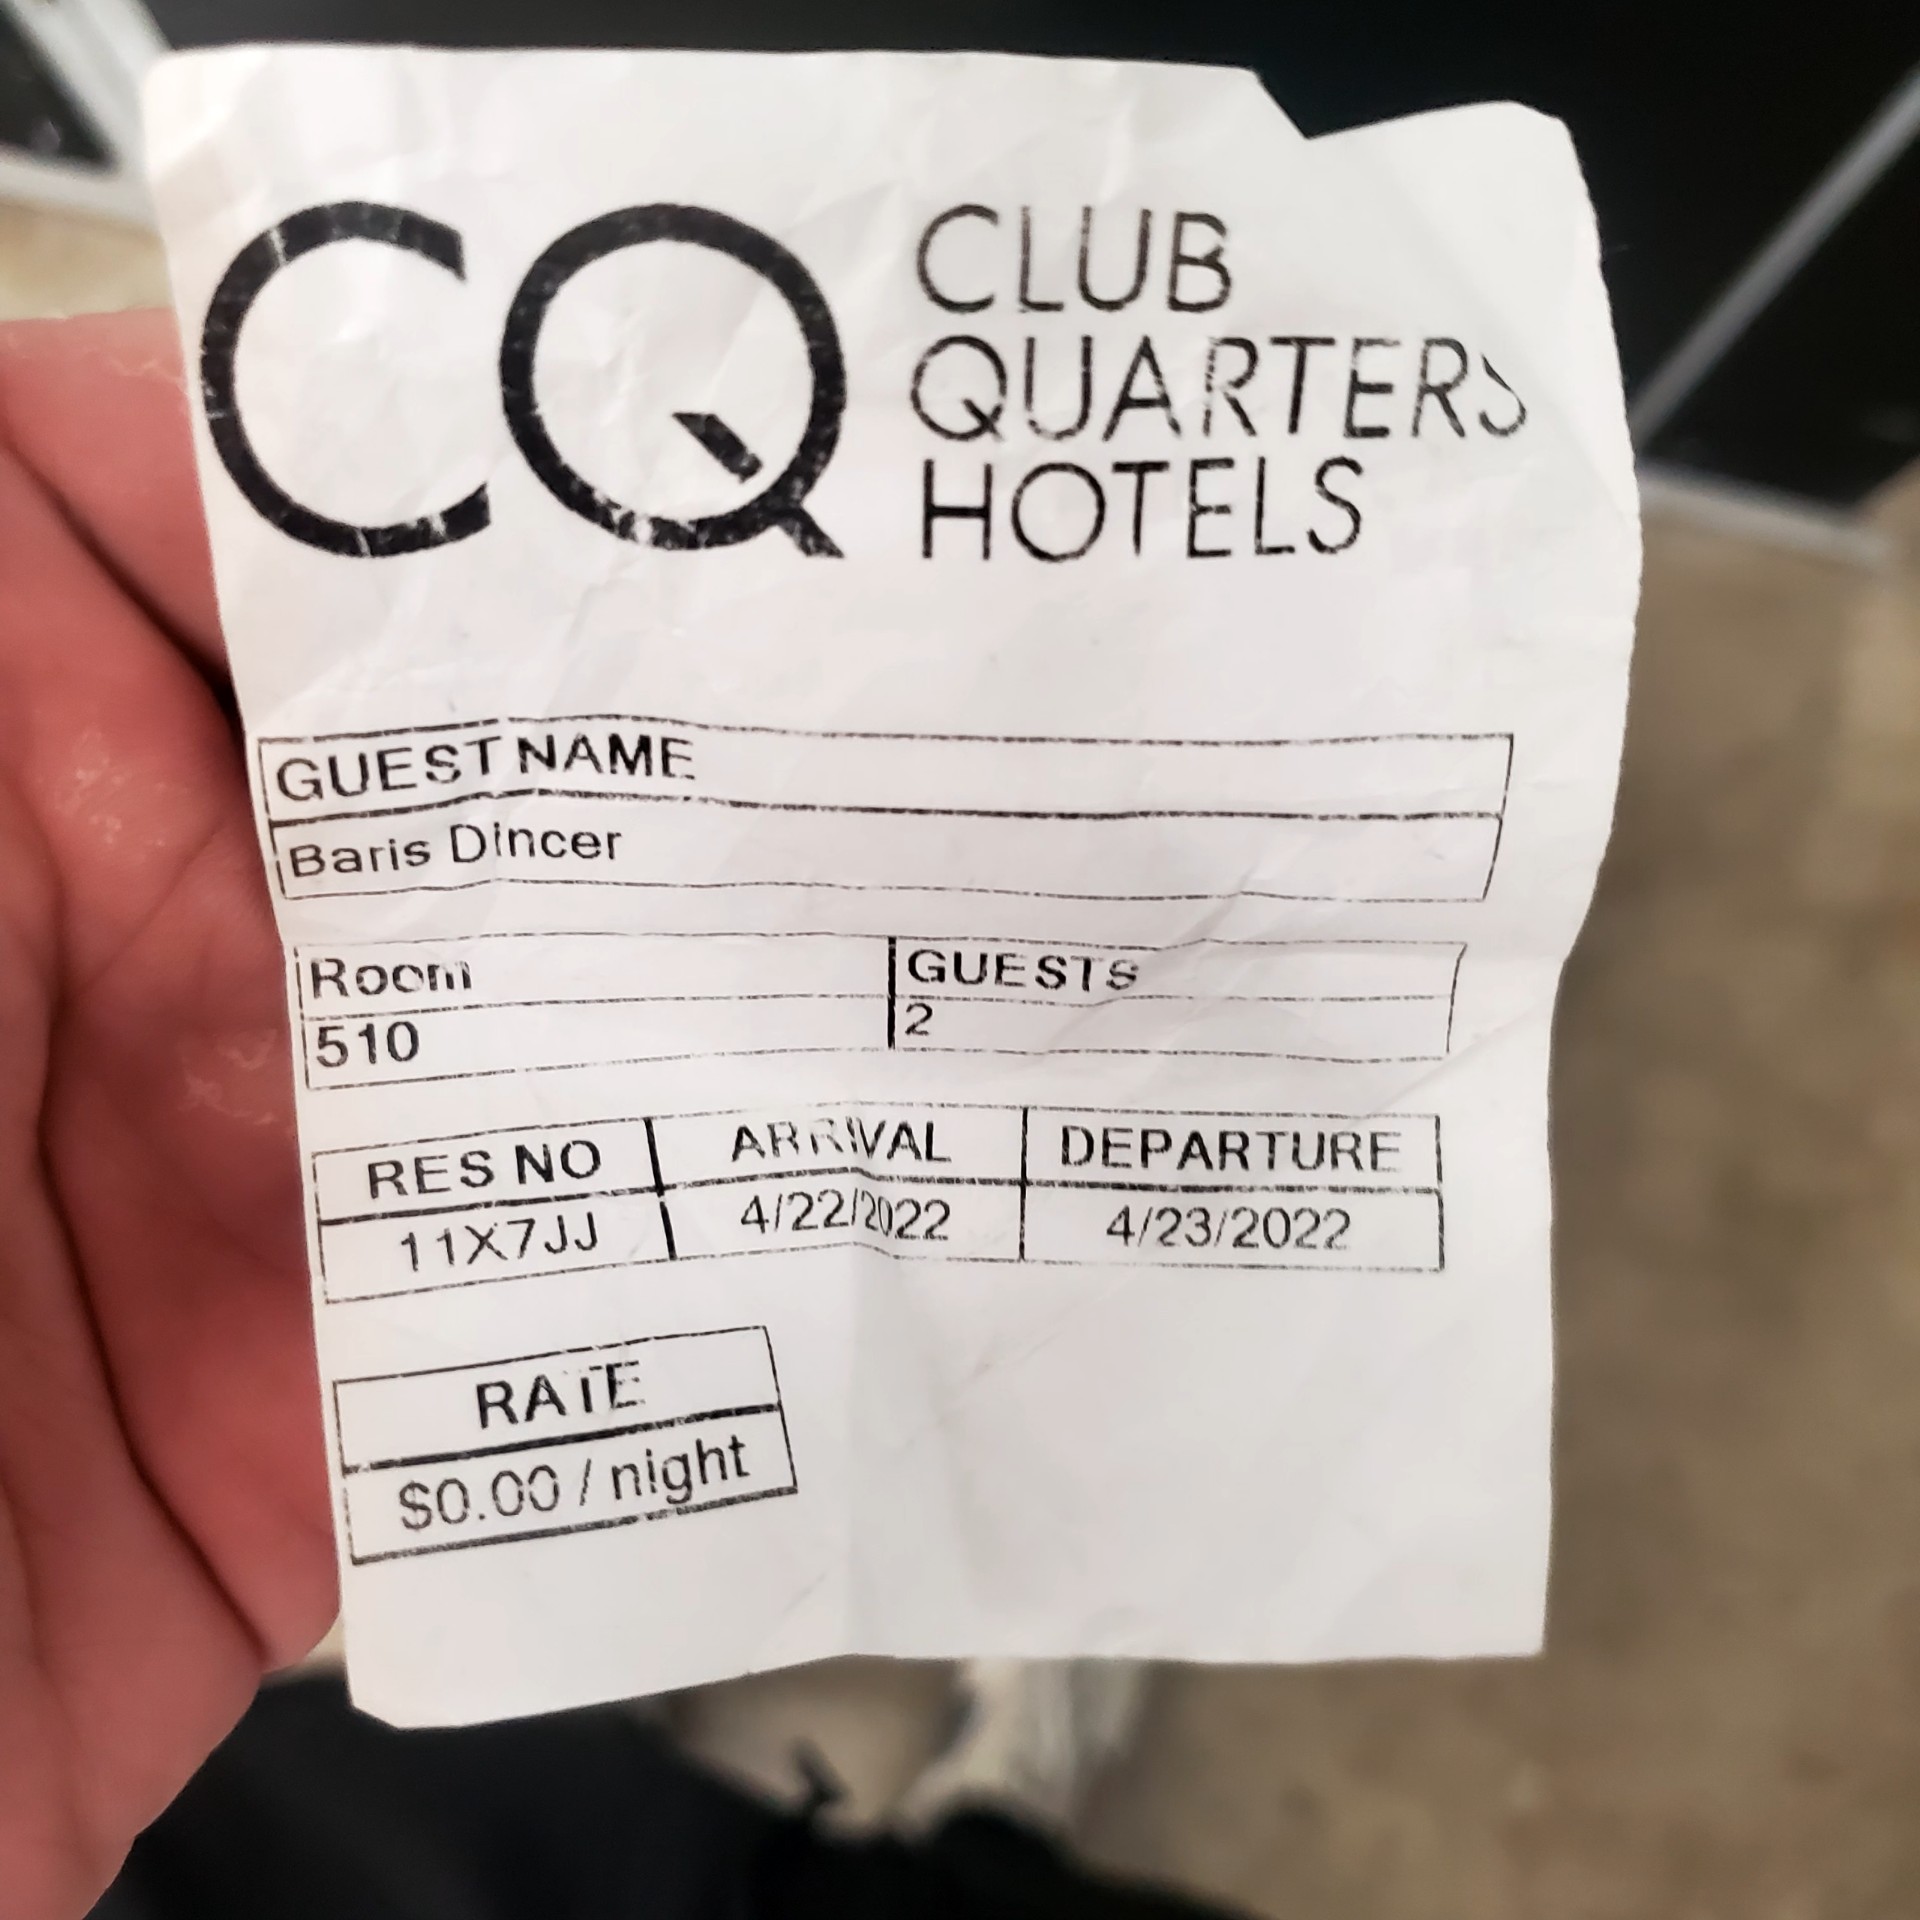 CQ CLUB
QUARTERS
HOTELS
GUEST NAME
Baris Dincer
Room GUESTS
510 2
RES NO ARRIVAL DEPARTURE
11X7JJ 4/22/2022 4/23/2022
RATE
$0.00 / night